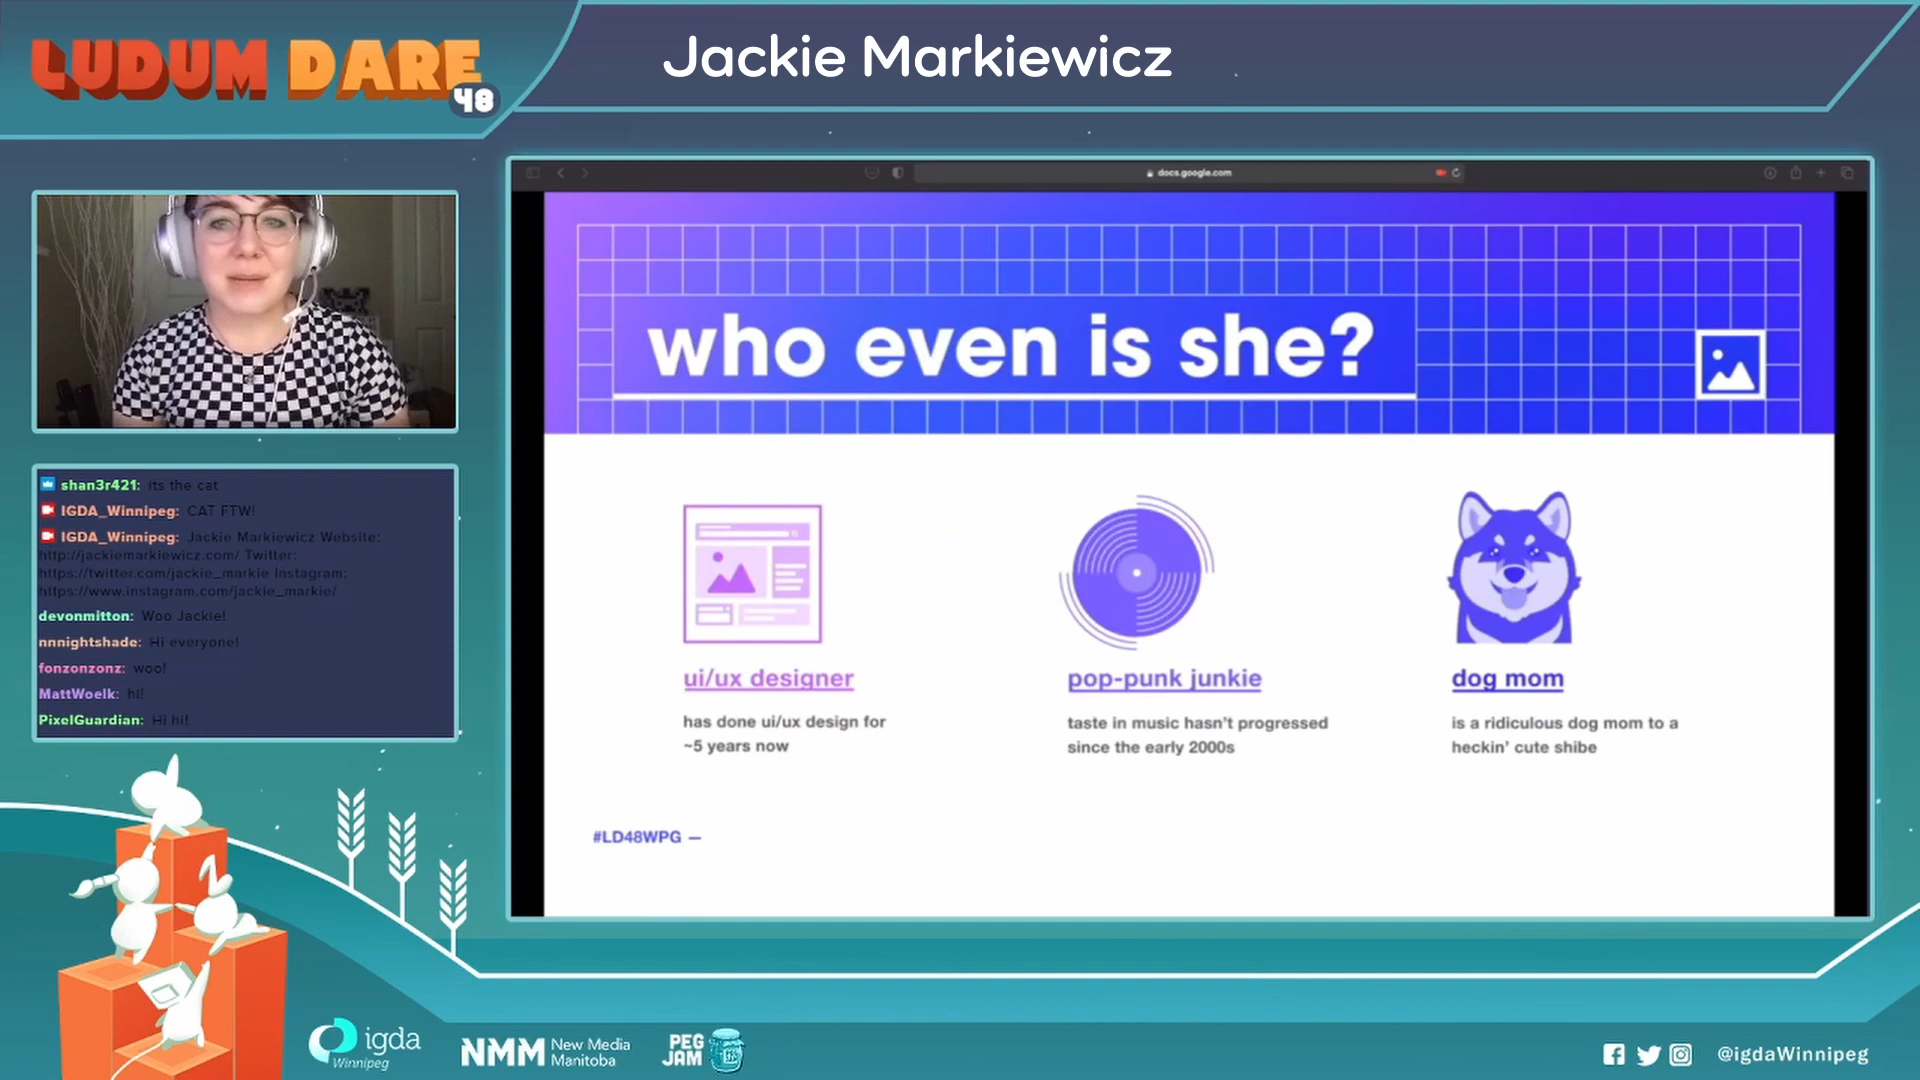 LUDUM DARE
48
Jackie Markiewicz
docs.google.com
who even is she?
ui/ux designer
has done ui/ux design for
~5 years now
pop-punk junkie
taste in music hasn't progressed
since the early 2000s
dog mom
is a ridiculous dog mom to a
heckin' cute shibe
#LD48WPG —
shan3r421: its the cat
IGDA_Winnipeg: CAT FTW!
IGDA_Winnipeg: Jackie Markiewicz Website:
http://jackiemarkiewicz.com/ Twitter:
https://twitter.com/jackie_markie Instagram:
https://www.instagram.com/jackie_markie/
devonmitton: Woo Jackie!
nnnightshade: Hi everyone!
fonzonzonz: woo!
MattWoelk: hi!
PixelGuardian: Hi hi!
igda
Winnipeg
NMM New Media
Manitoba
PEG
JAM
@igdaWinnipeg